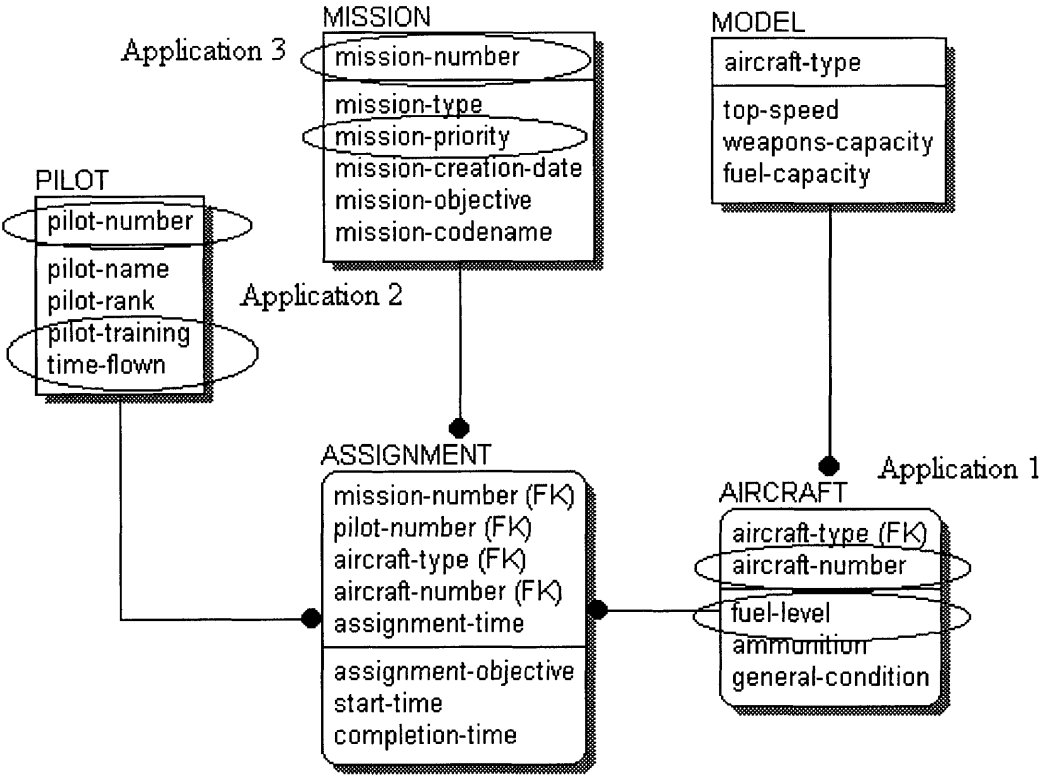 MISSION
Application 3
mission-number
mission-type
mission-priority
mission-creation-date
mission-objective
mission-codename
MODEL
aircraft-type
top-speed
weapons-capacity
fuel-capacity
PILOT
pilot-number
pilot-name
pilot-rank
pilot-training
time-flown
Application 2
ASSIGNMENT
mission-number (FK)
pilot-number (FK)
aircraft-type (FK)
aircraft-number (FK)
assignment-time
assignment-objective
start-time
completion-time
Application 1
AIRCRAFT
aircraft-type (FK)
aircraft-number
fuel-level
ammunition
general-condition